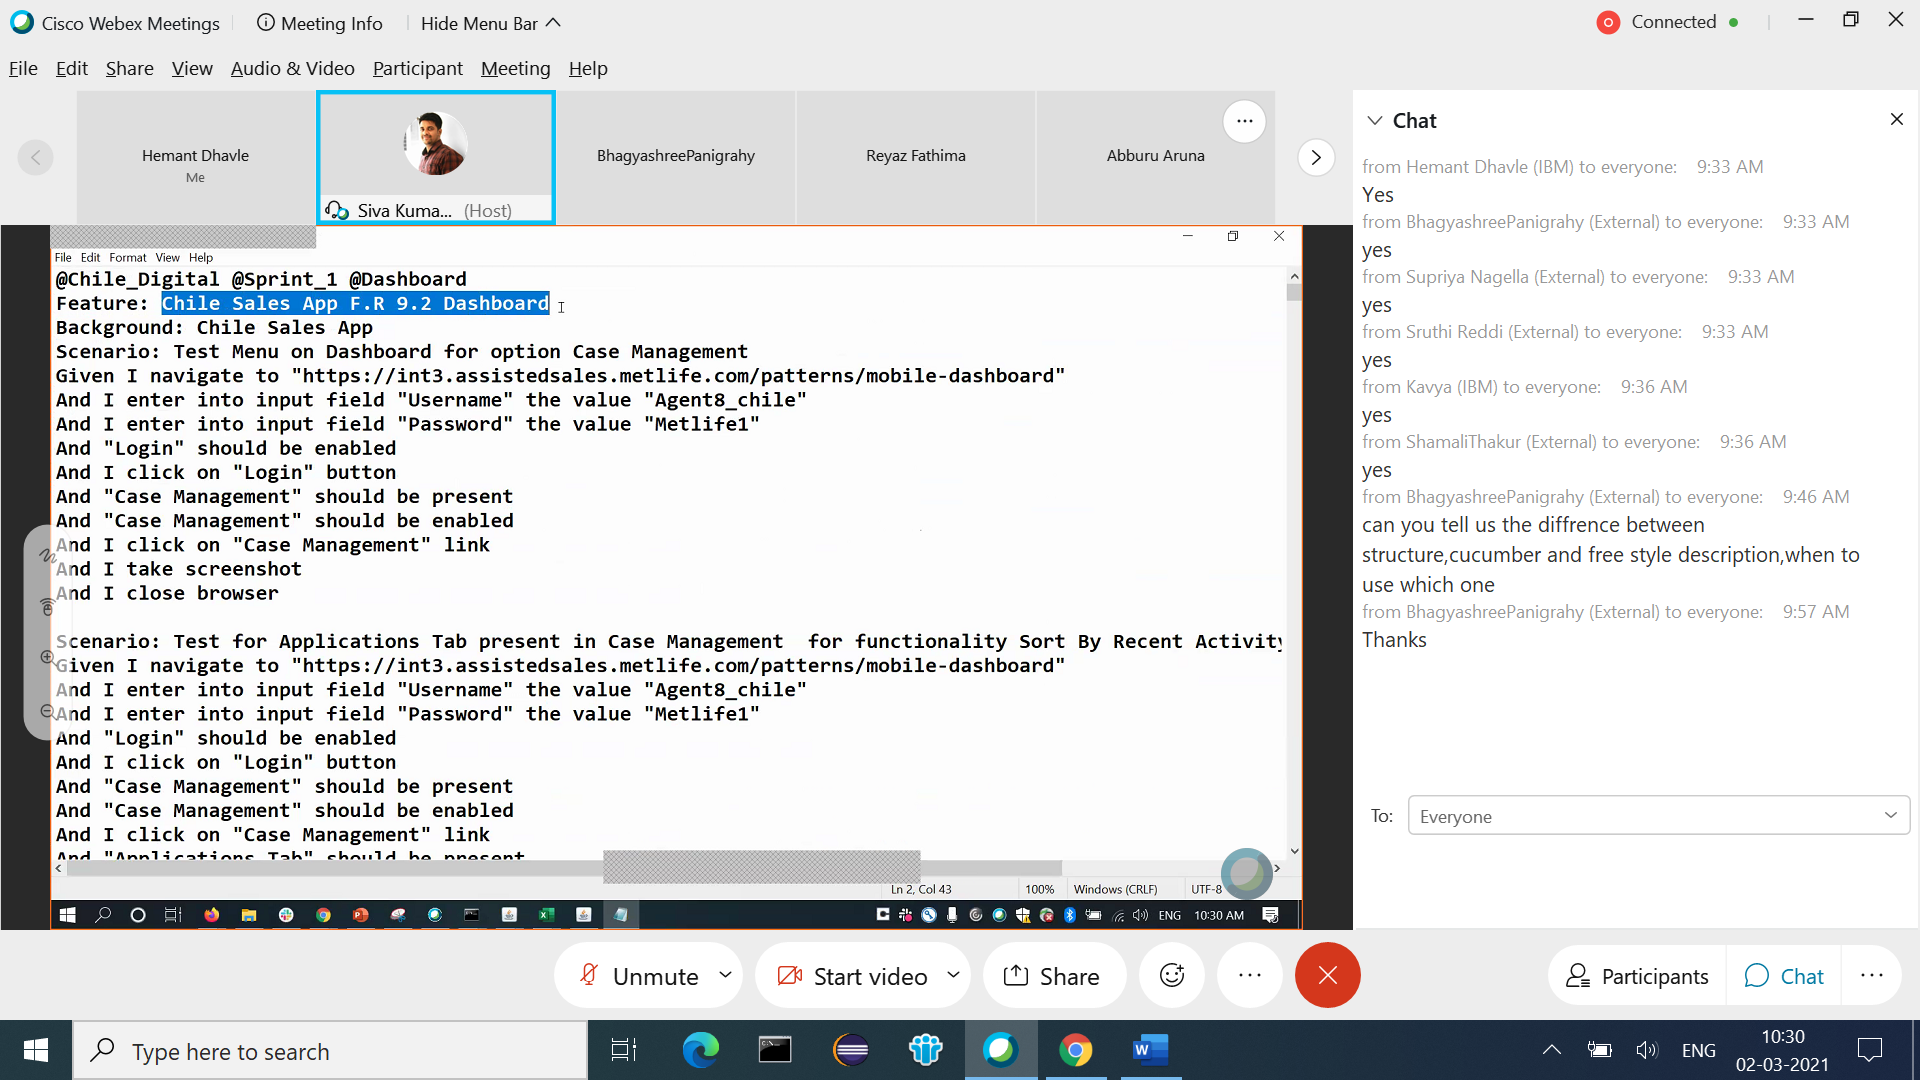 Cisco Webex Meetings
Meeting Info
Hide Menu Bar
Connected
File Edit Share View Audio & Video Participant Meeting Help
Hemant Dhavle
Me
Siva Kuma... (Host)
BhagyashreePanigrahy
Reyaz Fathima
Abburu Aruna
File Edit Format View Help
@Chile_Digital @Sprint_1 @Dashboard
Feature: Chile Sales App F.R 9.2 Dashboard
Background: Chile Sales App
Scenario: Test Menu on Dashboard for option Case Management
Given I navigate to "https://int3.assistedsales.metlife.com/patterns/mobile-dashboard"
And I enter into input field "Username" the value "Agent8_chile"
And I enter into input field "Password" the value "Metlife1"
And "Login" should be enabled
And I click on "Login" button
And "Case Management" should be present
And "Case Management" should be enabled
And I click on "Case Management" link
And I take screenshot
And I close browser
Scenario: Test for Applications Tab present in Case Management  for functionality Sort By Recent Activity
Given I navigate to "https://int3.assistedsales.metlife.com/patterns/mobile-dashboard"
And I enter into input field "Username" the value "Agent8_chile"
And I enter into input field "Password" the value "Metlife1"
And "Login" should be enabled
And I click on "Login" button
And "Case Management" should be present
And "Case Management" should be enabled
And I click on "Case Management" link
And "Applications Tab" should be present
Ln 2, Col 43 100% Windows (CRLF) UTF-8
ENG 10:30 AM
Chat
from Hemant Dhavle (IBM) to everyone: 9:33 AM
Yes
from BhagyashreePanigrahy (External) to everyone: 9:33 AM
yes
from Supriya Nagella (External) to everyone: 9:33 AM
yes
from Sruthi Reddi (External) to everyone: 9:33 AM
yes
from Kavya (IBM) to everyone: 9:36 AM
yes
from ShamaliThakur (External) to everyone: 9:36 AM
yes
from BhagyashreePanigrahy (External) to everyone: 9:46 AM
can you tell us the diffrence between
structure,cucumber and free style description,when to
use which one
from BhagyashreePanigrahy (External) to everyone: 9:57 AM
Thanks
To: Everyone
Unmute
Start video
Share
Participants
Chat
Type here to search
ENG
10:30
02-03-2021